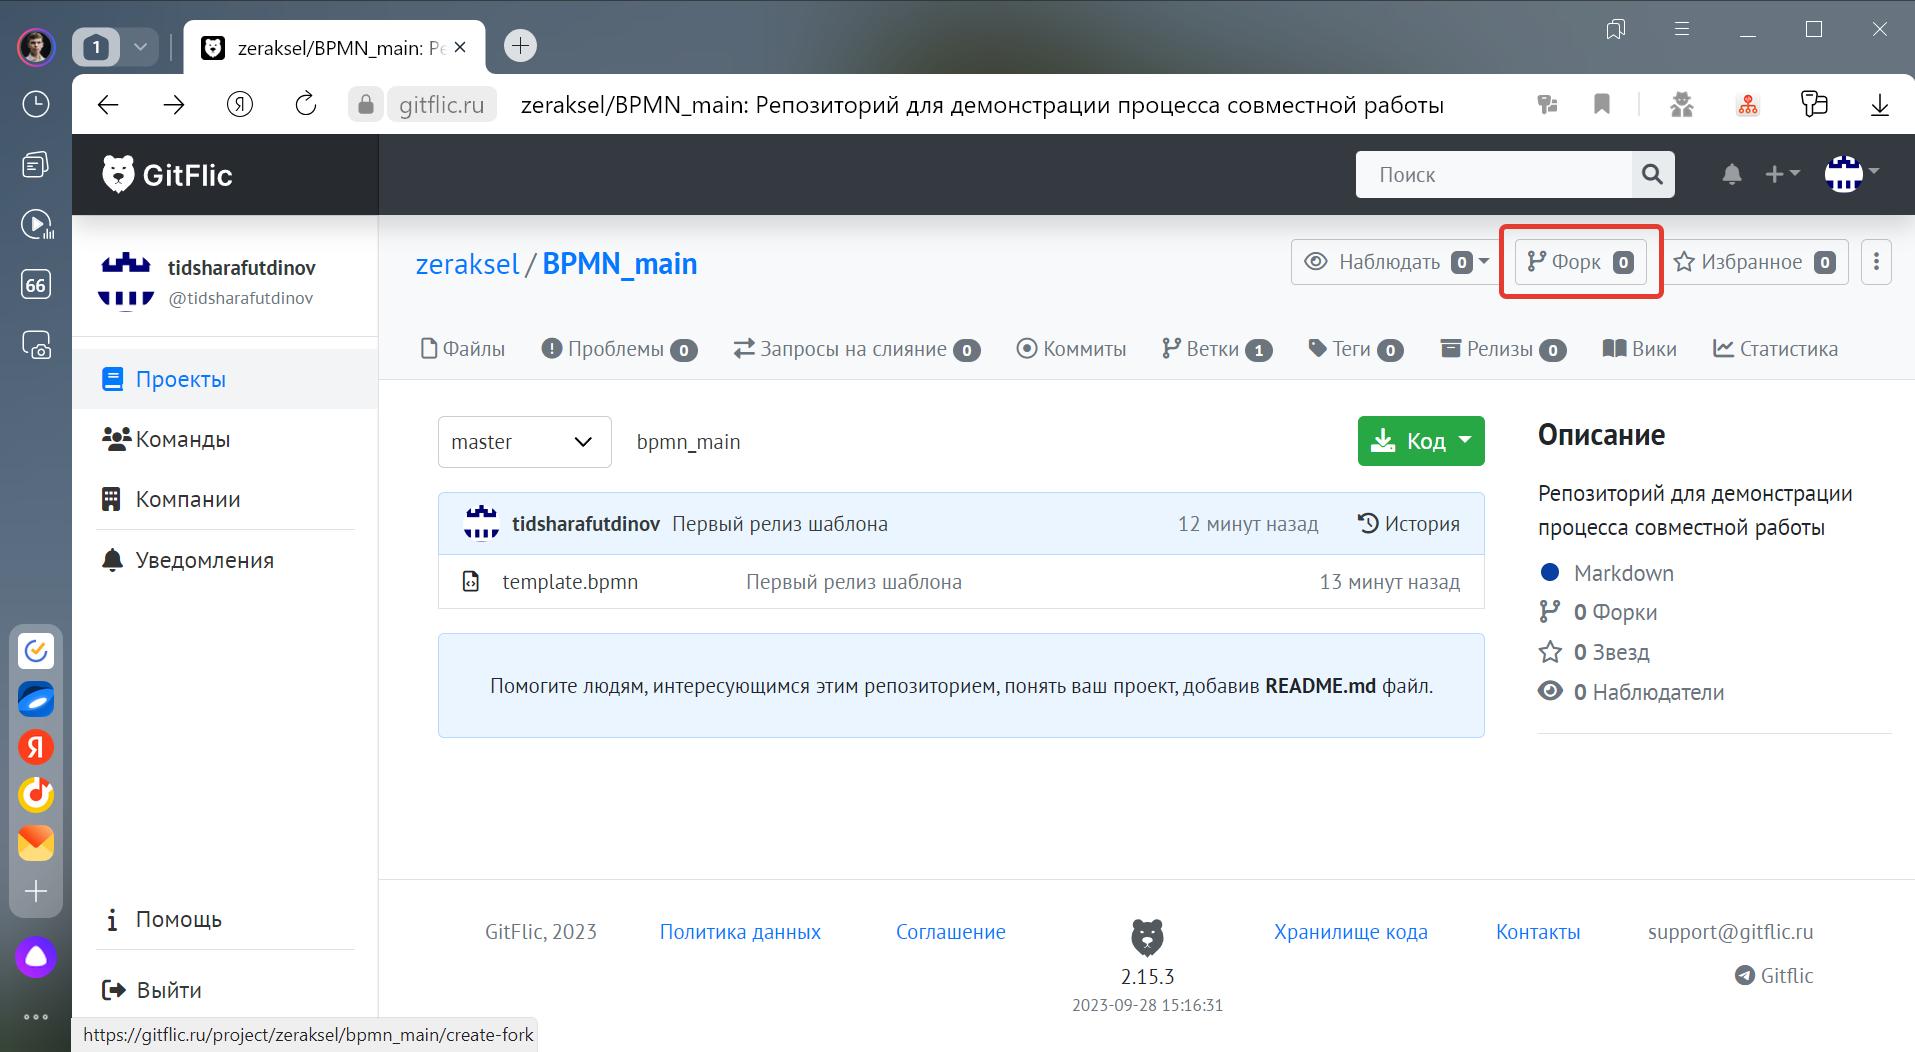 1
zeraksel/BPMN_main: Ре
gitflic.ru
zeraksel/BPMN_main: Репозиторий для демонстрации процесса совместной работы
GitFlic
Поиск
66
tidsharafutdinov
@tidsharafutdinov
Проекты
Команды
Компании
Уведомления
Помощь
Выйти
zeraksel / BPMN_main
Наблюдать 0
Форк 0
Избранное 0
Файлы
Проблемы 0
Запросы на слияние 0
Коммиты
Ветки 1
Теги 0
Релизы 0
Вики
Статистика
master
bpmn_main
Код
tidsharafutdinov Первый релиз шаблона 12 минут назад История
template.bpmn Первый релиз шаблона 13 минут назад
Помогите людям, интересующимся этим репозиторием, понять ваш проект, добавив README.md файл.
Описание
Репозиторий для демонстрации
процесса совместной работы
Markdown
0 Форки
0 Звезд
0 Наблюдатели
GitFlic, 2023
Политика данных
Соглашение
2.15.3
2023-09-28 15:16:31
Хранилище кода
Контакты
support@gitflic.ru
Gitflic
https://gitflic.ru/project/zeraksel/bpmn_main/create-fork